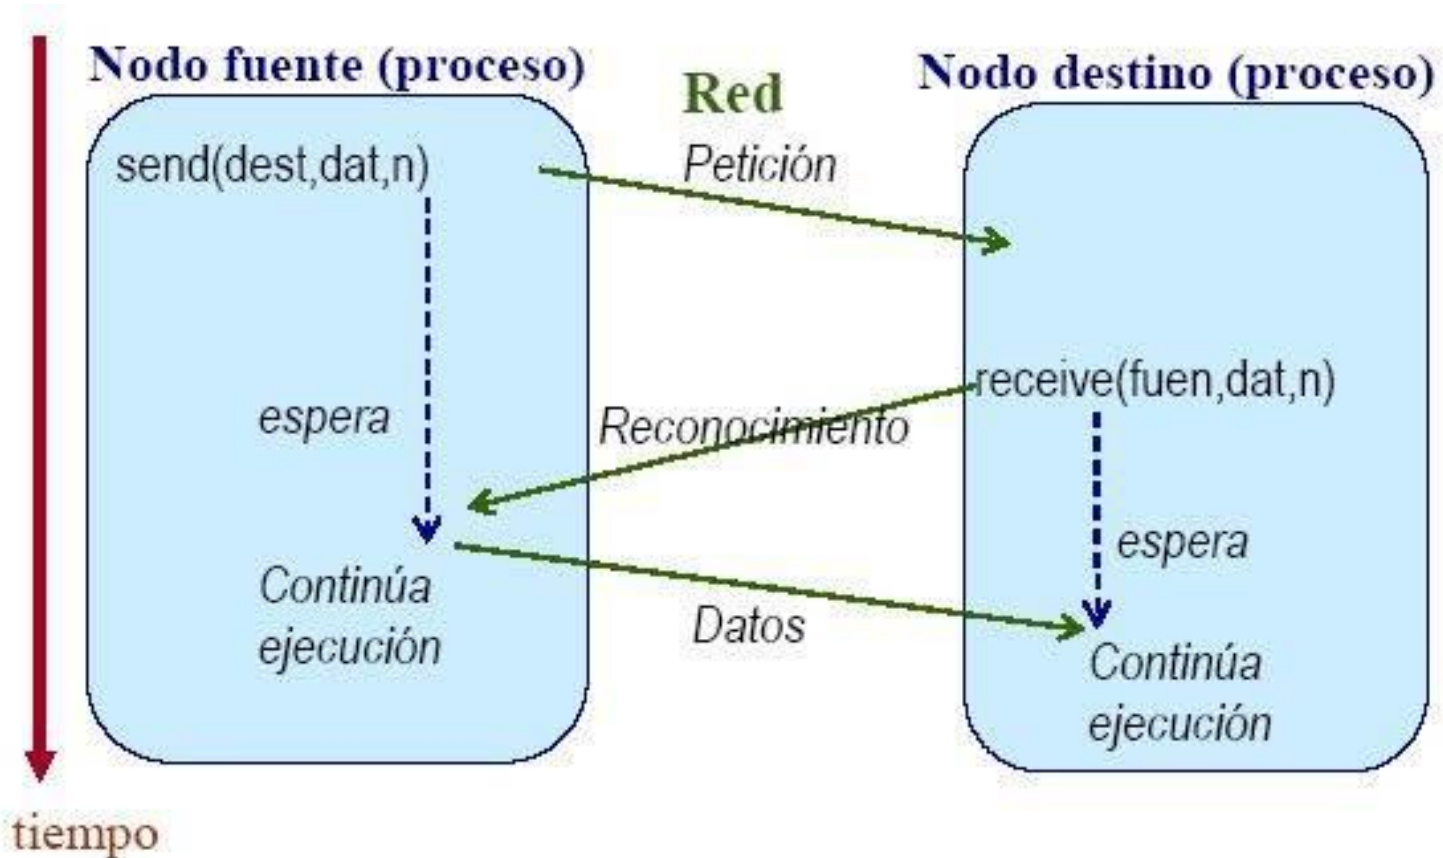 Nodo fuente (proceso)
Red
Nodo destino (proceso)
send(dest,dat,n)
Petición
receive(fuen,dat,n)
espera
Reconocimiento
espera
Continúa
ejecución
Datos
Continúa
ejecución
tiempo